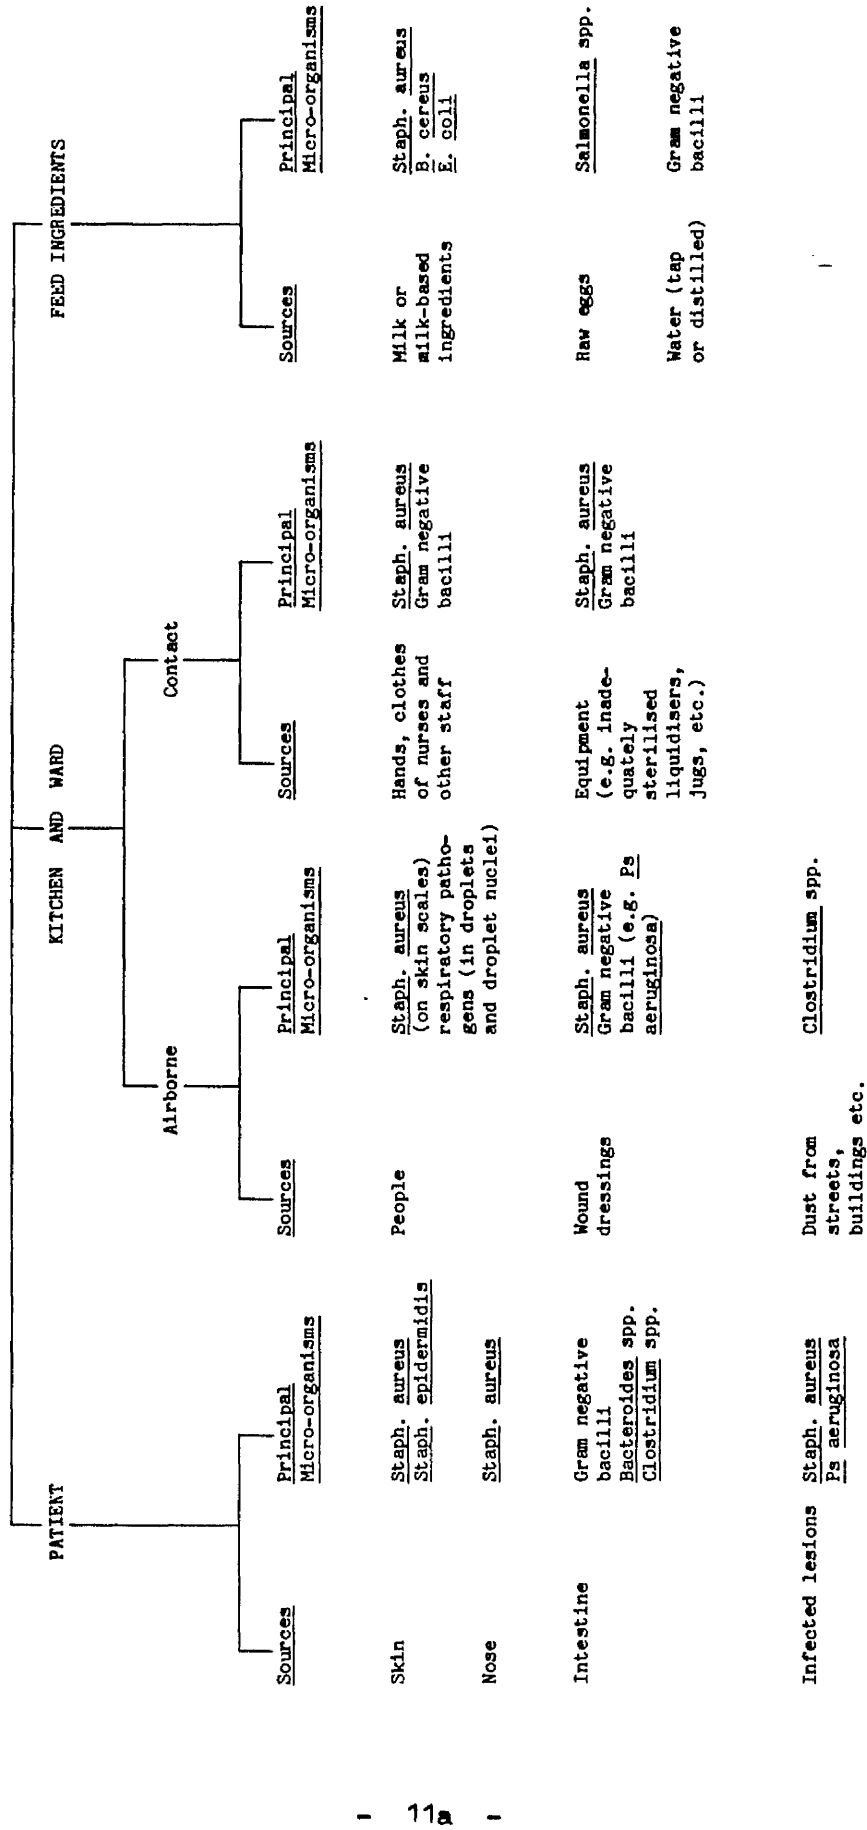 PATIENT
Sources
Principal
Micro-organisms
Skin
Staph. aureus
Staph. epidermidis
Nose
Staph. aureus
Intestine
Gram negative
bacilli
Bacteroides spp.
Clostridium spp.
Infected lesions
Staph. aureus
Ps aeruginosa
KITCHEN AND WARD
Airborne
Sources
Principal
Micro-organisms
People
Staph. aureus
(on skin scales)
respiratory patho-
gens (in droplets
and droplet nuclei)
Wound
dressings
Staph. aureus
Gram negative
bacilli (e.g. Ps
aeruginosa)
Dust from
streets,
buildings etc.
Clostridium spp.
Contact
Sources
Principal
Micro-organisms
Hands, clothes
of nurses and
other staff
Staph. aureus
Gram negative
bacilli
Equipment
(e.g. inade-
quately
sterilised
liquidisers,
jugs, etc.)
Staph. aureus
Gram negative
bacilli
FEED INGREDIENTS
Sources
Principal
Micro-organisms
Milk or
milk-based
ingredients
Staph. aureus
B. cereus
E. coli
Raw eggs
Salmonella spp.
Water (tap
or distilled)
Gram negative
bacilli
- 11a -